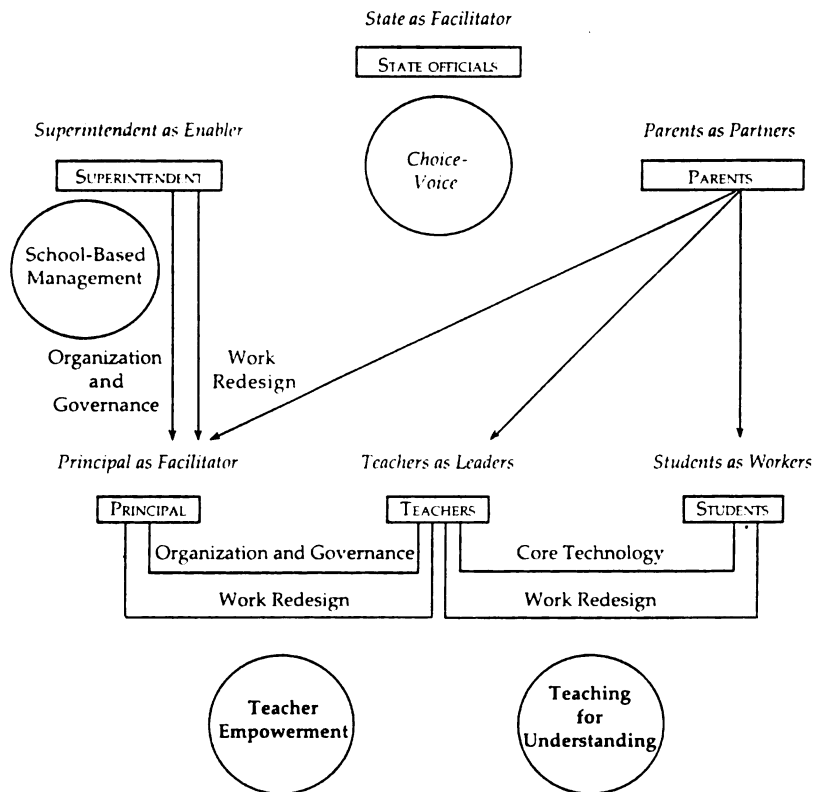 State as Facilitator
STATE OFFICIALS
Superintendent as Enabler
Parents as Partners
Choice-
Voice
SUPERINTENDENT
PARENTS
School-Based
Management
Organization
and
Governance
Work
Redesign
Principal as Facilitator
Teachers as Leaders
Students as Workers
PRINCIPAL
TEACHERS
STUDENTS
Organization and Governance
Core Technology
Work Redesign
Work Redesign
Teacher
Empowerment
Teaching
for
Understanding